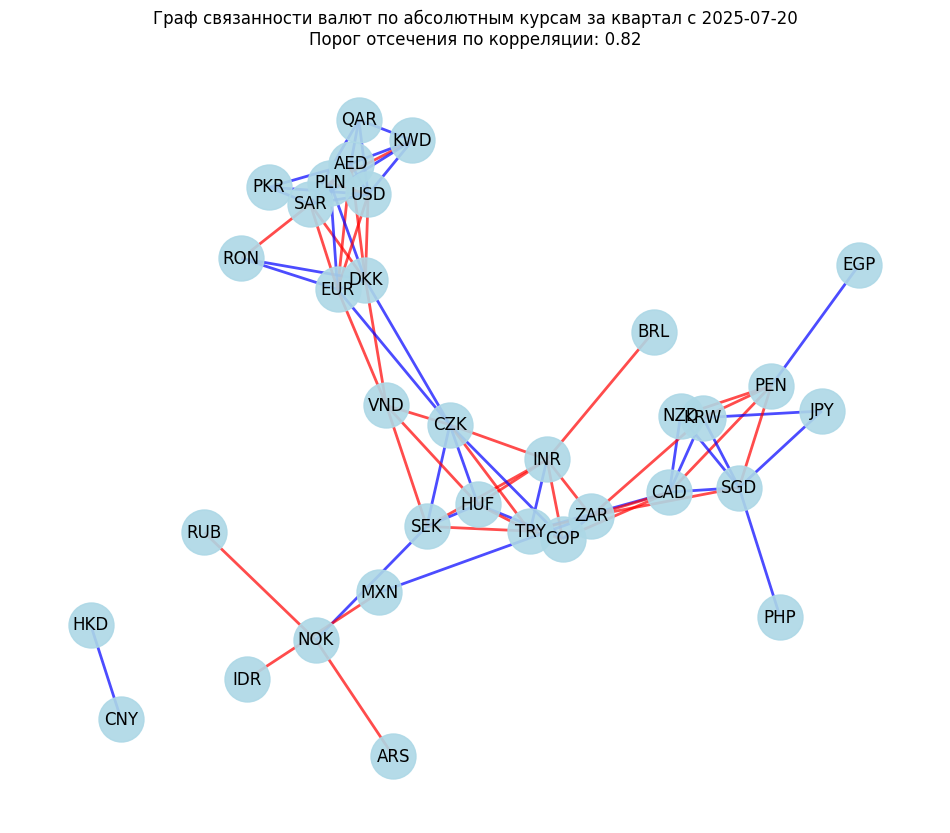 Граф связанности валют по абсолютным курсам за квартал с 2025-07-20
Порог отсечения по корреляции: 0.82
QAR
KWD
AED
PLN
PKR
USD
SAR
RON
EGP
DKK
EUR
BRL
PEN
VND
JPY
NZD
KRW
CZK
INR
SGD
CAD
HUF
ZAR
SEK
TRY
RUB
COP
MXN
PHP
HKD
NOK
IDR
CNY
ARS